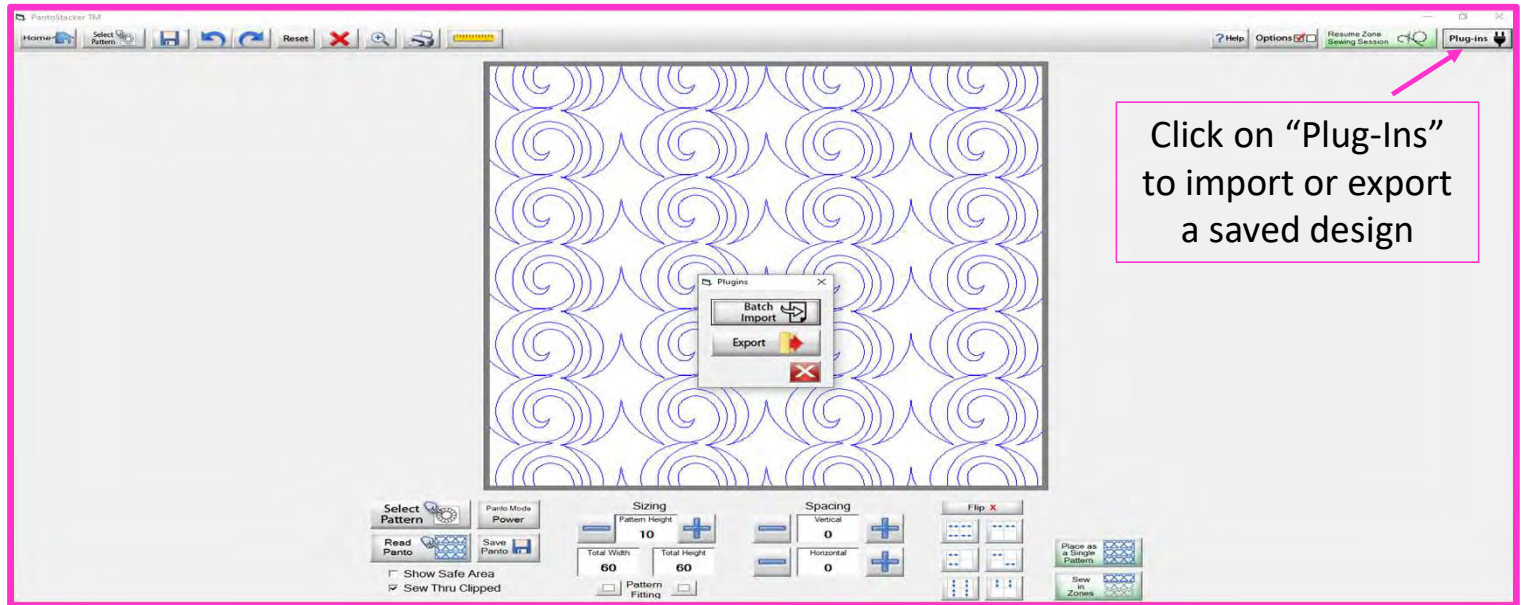 PantoStacker TM
Home
Select
Pattern
Reset
? Help
Options
Resume Zone
Sewing Session
Plug-ins
Click on “Plug-Ins”
to import or export
a saved design
Plugins
Batch
Import
Export
Select
Pattern
Panto Mode
Power
Read
Panto
Save
Panto
Show Safe Area
Sew Thru Clipped
Sizing
Pattern Height
10
Total Width
60
Total Height
60
Pattern
Fitting
Spacing
Vertical
0
Horizontal
0
Flip X
Place as
a Single
Pattern
Sew
in
Zones